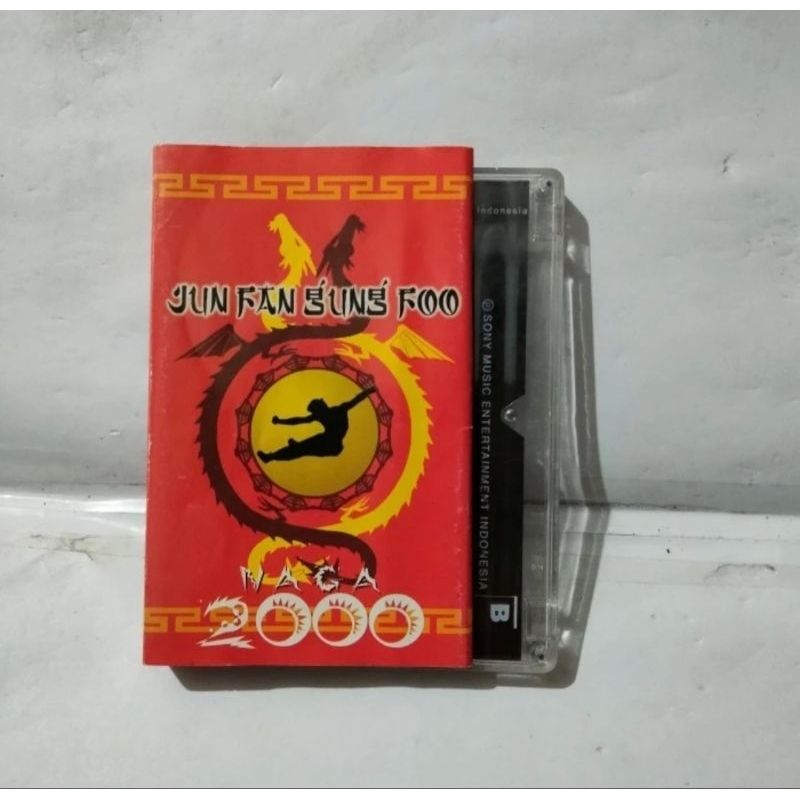 JUN FAN GUNG FOO
NAGA
2000
Indonesia
℗ SONY MUSIC ENTERTAINMENT INDONESIA
B